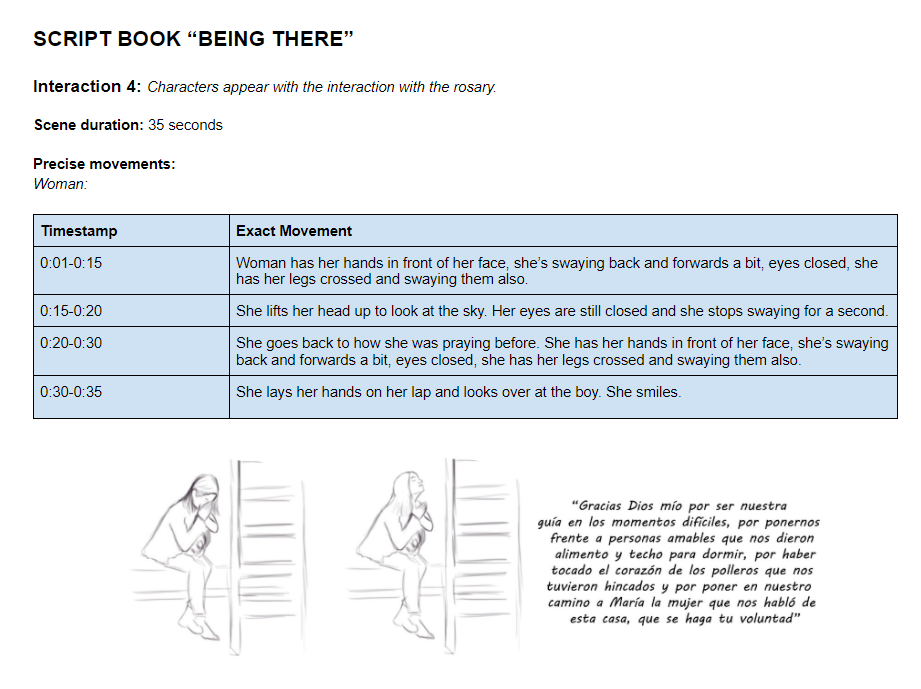 SCRIPT BOOK “BEING THERE”
Interaction 4: Characters appear with the interaction with the rosary.
Scene duration: 35 seconds
Precise movements:
Woman:
Timestamp Exact Movement
0:01-0:15 Woman has her hands in front of her face, she’s swaying back and forwards a bit, eyes closed, she
has her legs crossed and swaying them also.
0:15-0:20 She lifts her head up to look at the sky. Her eyes are still closed and she stops swaying for a second.
0:20-0:30 She goes back to how she was praying before. She has her hands in front of her face, she’s swaying
back and forwards a bit, eyes closed, she has her legs crossed and swaying them also.
0:30-0:35 She lays her hands on her lap and looks over at the boy. She smiles.
“Gracias Dios mío por ser nuestra
guía en los momentos difíciles, por ponernos
frente a personas amables que nos dieron
alimento y techo para dormir, por haber
tocado el corazón de los polleros que nos
tuvieron hincados y por poner en nuestro
camino a María la mujer que nos habló de
esta casa, que se haga tu voluntad”